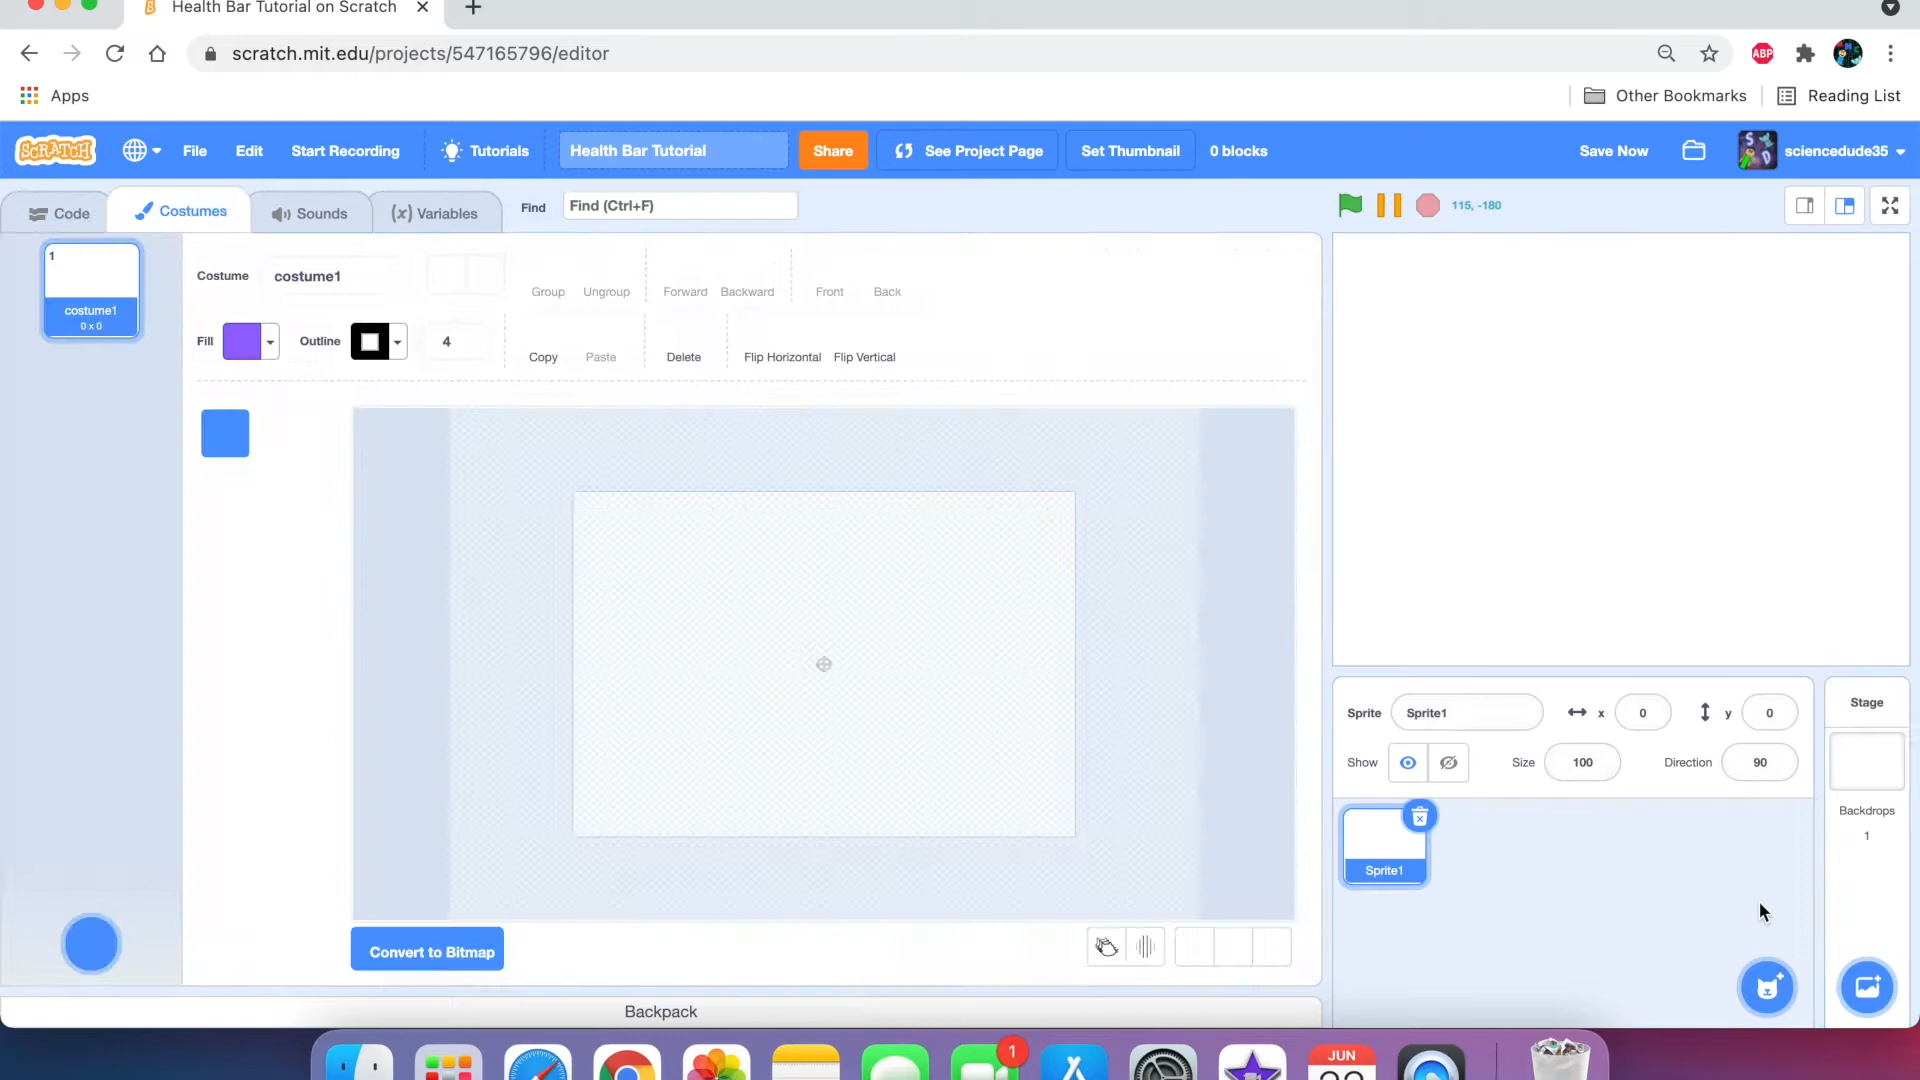 Health Bar Tutorial on Scratch
scratch.mit.edu/projects/547165796/editor
ABP
Apps
Other Bookmarks
Reading List
SCRATCH
File
Edit
Start Recording
Tutorials
Health Bar Tutorial
Share
See Project Page
Set Thumbnail
0 blocks
Save Now
sciencedude35
Code
Costumes
Sounds
(x) Variables
Find
Find (Ctrl+F)
115, -180
1
costume1
0 x 0
Costume
costume1
Group
Ungroup
Forward
Backward
Front
Back
Fill
Outline
4
Copy
Paste
Delete
Flip Horizontal
Flip Vertical
Convert to Bitmap
Backpack
Sprite
Sprite1
x
0
y
0
Show
Size
100
Direction
90
Sprite1
Stage
Backdrops
1
1
JUN